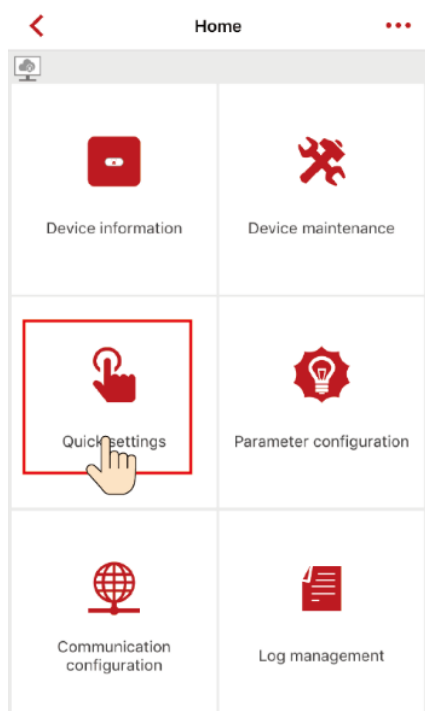 Home
Device information
Device maintenance
Quick settings
Parameter configuration
Communication
configuration
Log management